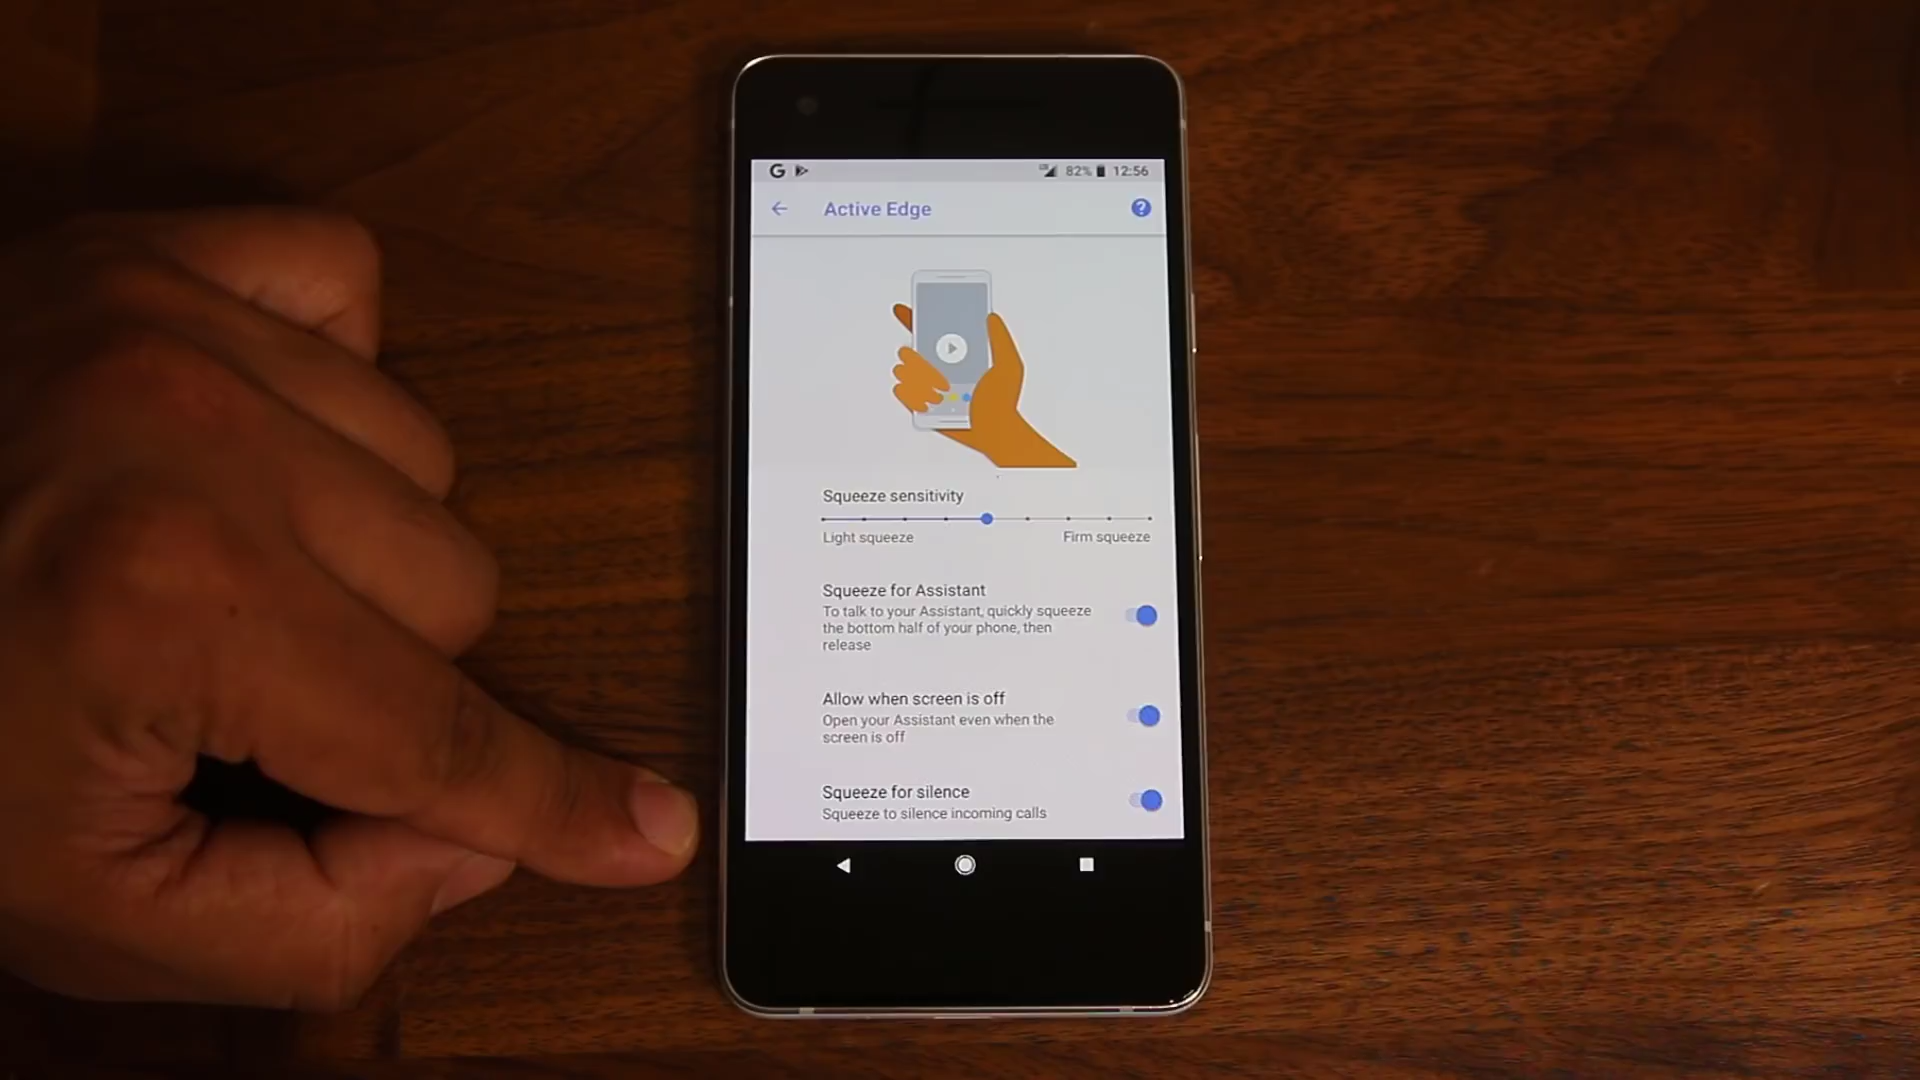 G 82% 12:56
Active Edge ?
Squeeze sensitivity
Light squeeze Firm squeeze
Squeeze for Assistant
To talk to your Assistant, quickly squeeze
the bottom half of your phone, then
release
Allow when screen is off
Open your Assistant even when the
screen is off
Squeeze for silence
Squeeze to silence incoming calls